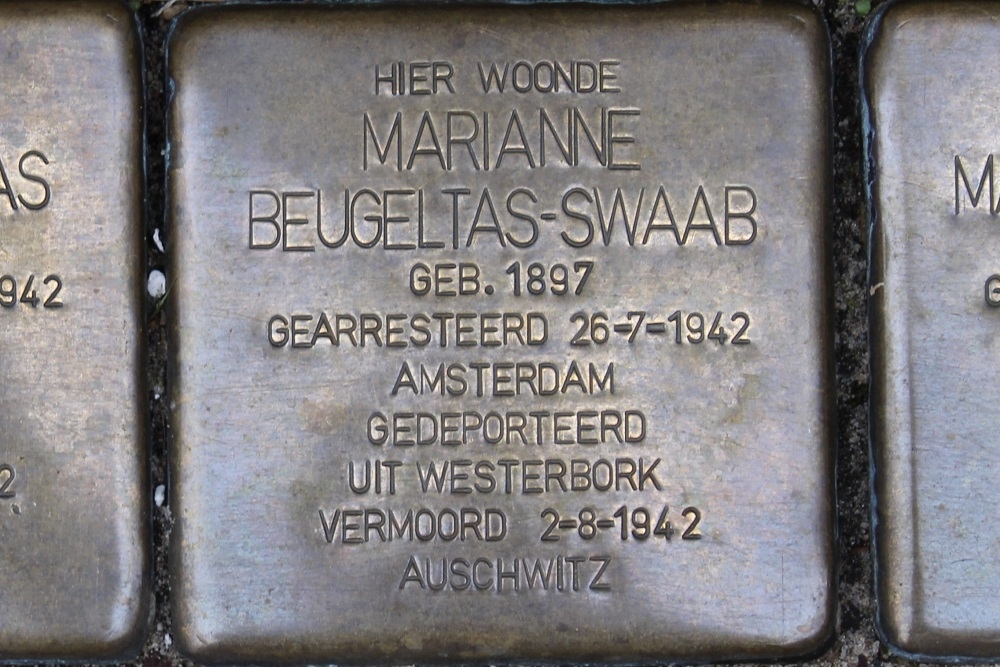 HIER WOONDE
MARIANNE
BEUGELTAS-SWAAB
GEB. 1897
GEARRESTEERD 26-7-1942
AMSTERDAM
GEDEPORTEERD
UIT WESTERBORK
VERMOORD 2-8-1942
AUSCHWITZ